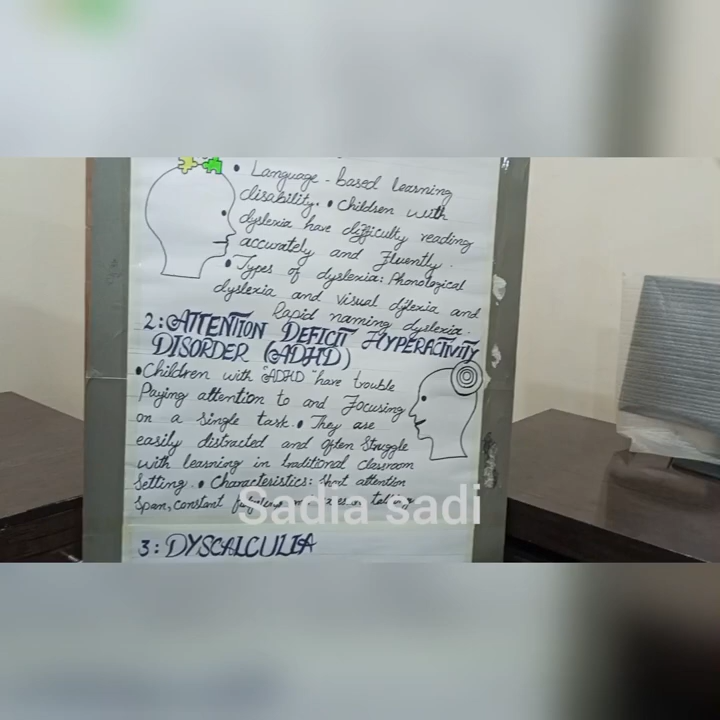 • Language-based learning
disability. • Children with
dyslexia have difficulty reading
accurately and Fluently.
• Types of dyslexia: Phonological
dyslexia and visual and
Rapid naming dyslexia.
2: ATTENTION DEFICIT HYPERACTIVITY
DISORDER (ADHD)
• Children with "ADHD" have trouble
Paying attention to and Focusing
on a single task. • They are
easily distracted and often Struggle
with learning in traditional classroom
Setting. • Characteristics: Short attention
Span, constant talking
Sadia sadi
3: DYSCALCULIA